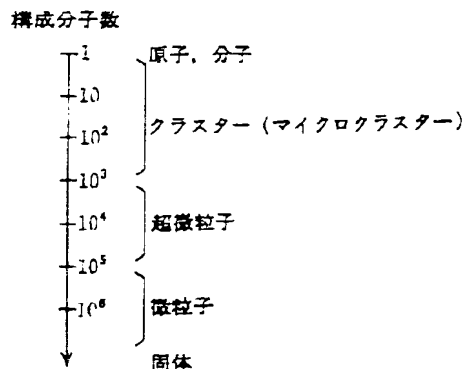 構成分子数
1 原子, 分子
10
クラスター (マイクロクラスター)
10²
10³
10⁴ 超微粒子
10⁵
10⁶ 微粒子
固体